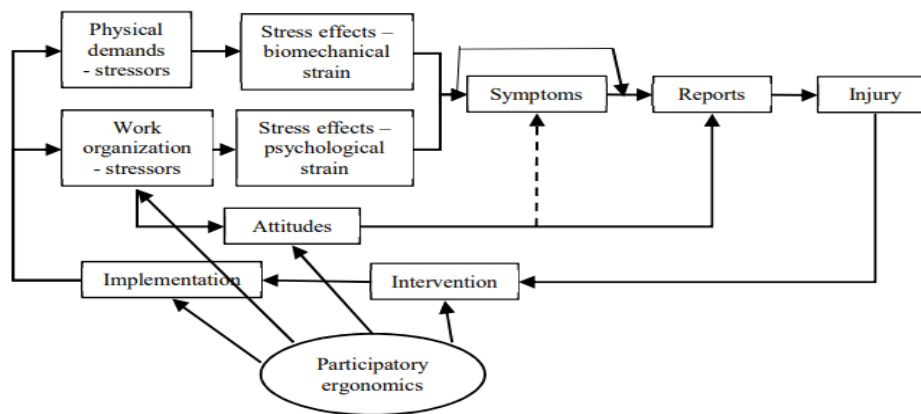 Physical
demands
- stressors
Stress effects –
biomechanical
strain
Symptoms
Reports
Injury
Work
organization
- stressors
Stress effects –
psychological
strain
Attitudes
Implementation
Intervention
Participatory
ergonomics